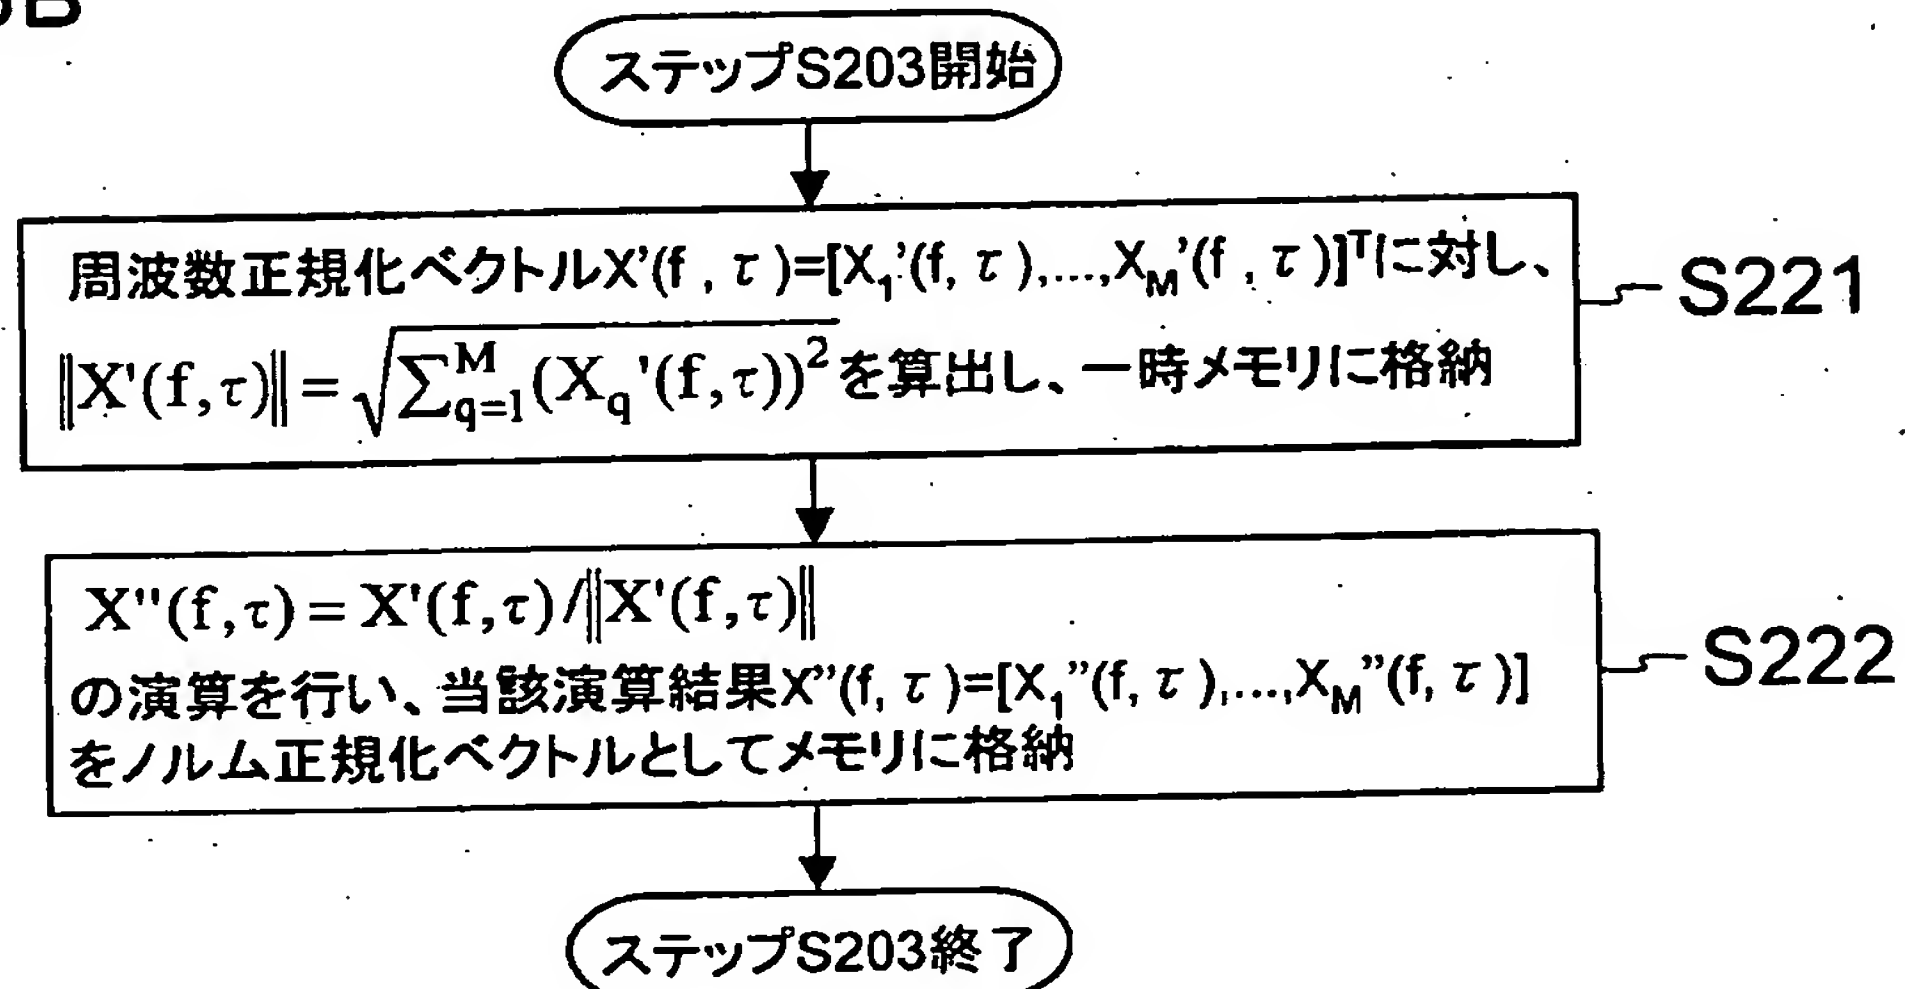 ステップS203開始
周波数正規化ベクトルX'(f, τ)=[X₁'(f, τ),...,X_M'(f, τ)]ᵀに対し、
‖X'(f,τ)‖ = √∑_{q=1}^{M} (X_q'(f,τ))² を算出し、一時メモリに格納
S221
X''(f,τ) = X'(f,τ)/‖X'(f,τ)‖
の演算を行い、当該演算結果X”(f, τ)=[X₁”(f, τ),...,X_M”(f, τ)]
をノルム正規化ベクトルとしてメモリに格納
S222
ステップS203終了